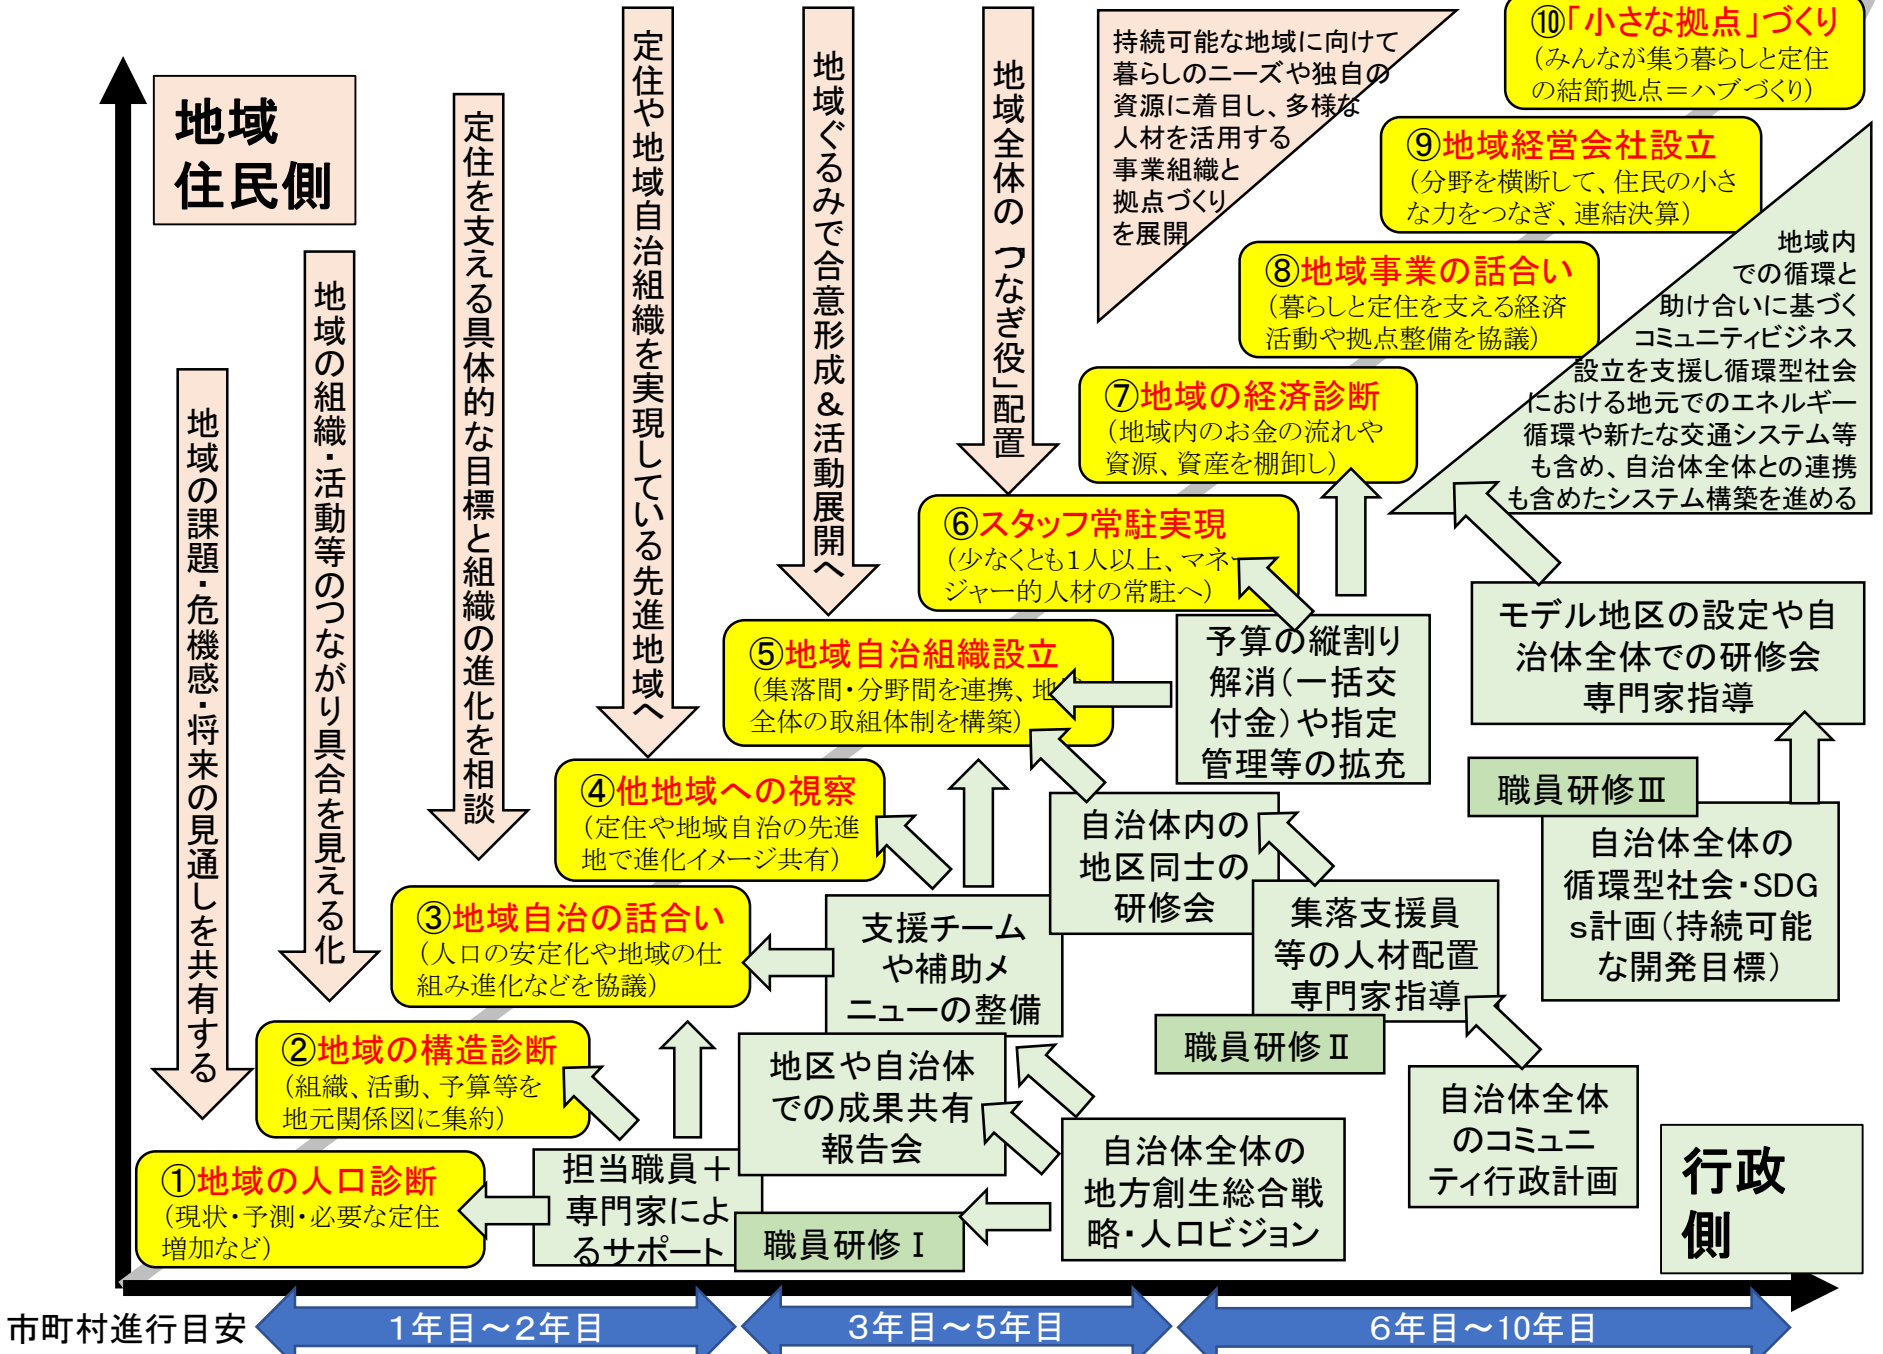 地域
住民側
地域の課題・危機感・将来の見通しを共有する
地域の組織・活動等のつながり具合を見える化
定住を支える具体的な目標と組織の進化を相談
定住や地域自治組織を実現している先進地域へ
地域ぐるみで合意形成＆活動展開へ
地域全体の「つなぎ役」配置
持続可能な地域に向けて
暮らしのニーズや独自の
資源に着目し、多様な
人材を活用する
事業組織と
拠点づくり
を展開
⑩「小さな拠点」づくり
（みんなが集う暮らしと定住
の結節拠点＝ハブづくり）
⑨地域経営会社設立
（分野を横断して、住民の小さ
な力をつなぎ、連結決算）
⑧地域事業の話合い
（暮らしと定住を支える経済
活動や拠点整備を協議）
⑦地域の経済診断
（地域内のお金の流れや
資源、資産を棚卸し）
⑥スタッフ常駐実現
（少なくとも１人以上、マネー
ジャー的人材の常駐へ）
⑤地域自治組織設立
（集落間・分野間を連携、地
全体の取組体制を構築）
④他地域への視察
（定住や地域自治の先進
地で進化イメージ共有）
③地域自治の話合い
（人口の安定化や地域の仕
組み進化などを協議）
②地域の構造診断
（組織、活動、予算等を
地元関係図に集約）
①地域の人口診断
（現状・予測・必要な定住
増加など）
地域内
での循環と
助け合いに基づく
コミュニティビジネス
設立を支援し循環型社会
における地元でのエネルギー
循環や新たな交通システム等
も含め、自治体全体との連携
も含めたシステム構築を進める
予算の縦割り
解消（一括交
付金）や指定
管理等の拡充
モデル地区の設定や自
治体全体での研修会
専門家指導
職員研修Ⅲ
自治体全体の
循環型社会・SDG
s計画（持続可能
な開発目標）
自治体内の
地区同士の
研修会
集落支援員
等の人材配置
専門家指導
職員研修Ⅱ
自治体全体
のコミュニ
ティ行政計画
支援チーム
や補助メ
ニューの整備
地区や自治体
での成果共有
報告会
自治体全体の
地方創生総合戦
略・人口ビジョン
担当職員＋
専門家によ
るサポート
職員研修Ⅰ
行政
側
市町村進行目安
１年目～２年目
３年目～５年目
６年目～10年目